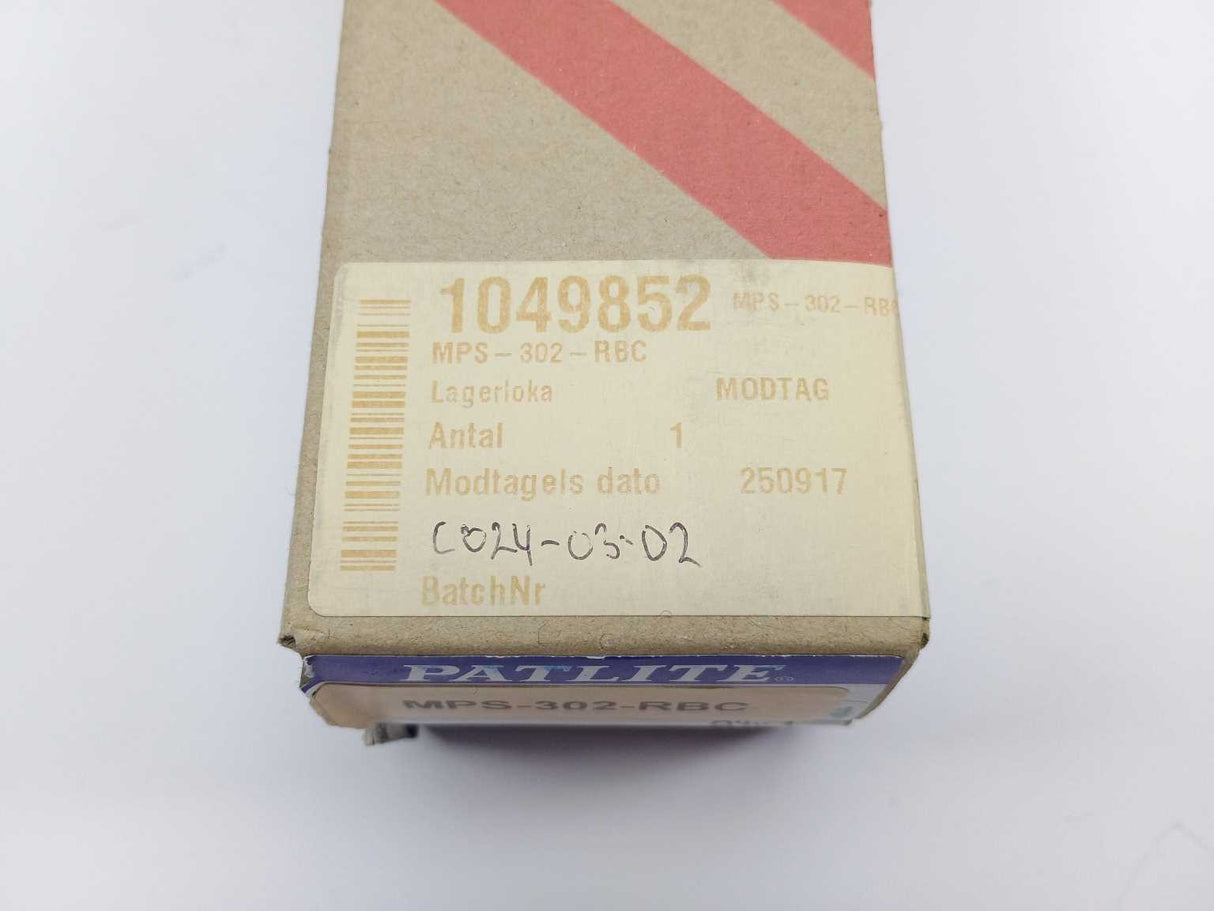 1049852 MPS-302-RB
MPS-302-RBC
Lagerloka MODTAG
Antal 1
Modtagels dato 250917
C024-03-02
BatchNr
PATLITE
MPS-302-RBC